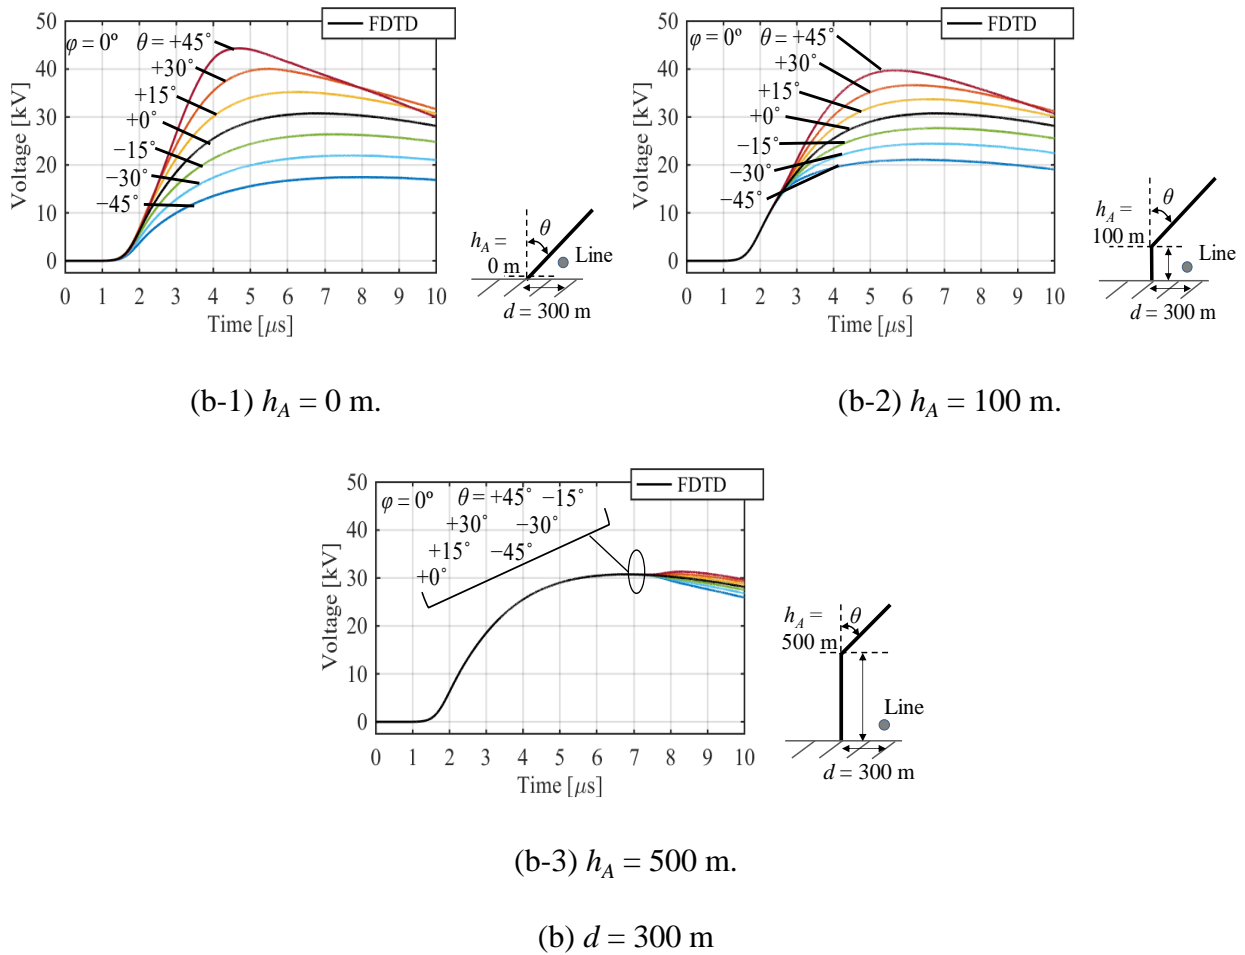 50
FDTD
φ = 0º θ = +45°
40
+30°
+15°
30
+0°
20
−15°
−30°
10
−45°
0
Voltage [kV]
0 1 2 3 4 5 6 7 8 9 10
Time [μs]
h_A =
0 m
θ
Line
d = 300 m
50
FDTD
φ = 0º θ = +45°
40
+30°
+15°
30
+0°
−15°
20
−30°
−45°
10
0
Voltage [kV]
0 1 2 3 4 5 6 7 8 9 10
Time [μs]
h_A =
100 m
θ
Line
d = 300 m
(b-1) h_A = 0 m.
(b-2) h_A = 100 m.
50
FDTD
φ = 0º θ = +45° −15°
+30° −30°
40
+15° −45°
+0°
30
20
10
0
Voltage [kV]
0 1 2 3 4 5 6 7 8 9 10
Time [μs]
h_A =
500 m
θ
Line
d = 300 m
(b-3) h_A = 500 m.
(b) d = 300 m